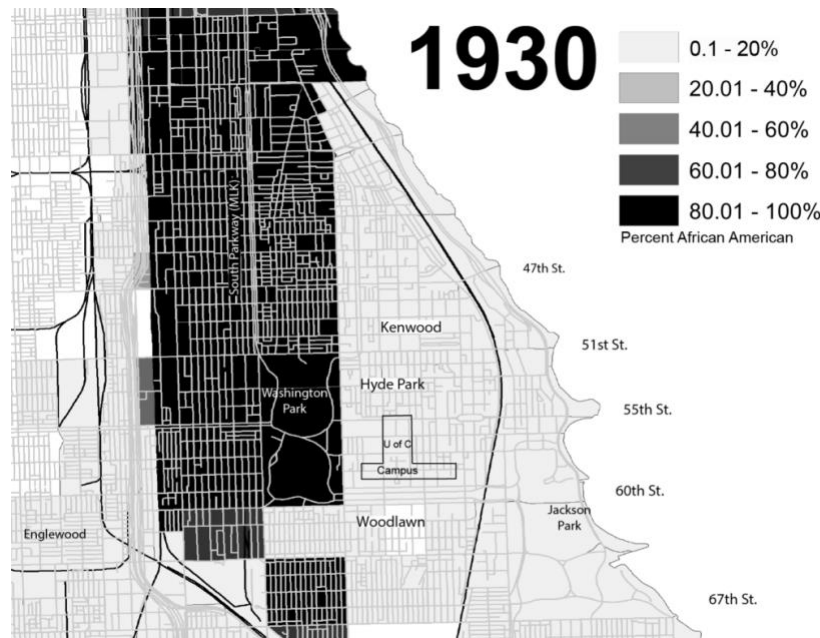 1930
0.1 - 20%
20.01 - 40%
40.01 - 60%
60.01 - 80%
80.01 - 100%
Percent African American
South Parkway (MLK)
47th St.
Kenwood
51st St.
Hyde Park
Washington
Park
55th St.
U of C
Campus
60th St.
Woodlawn
Jackson
Park
Englewood
67th St.